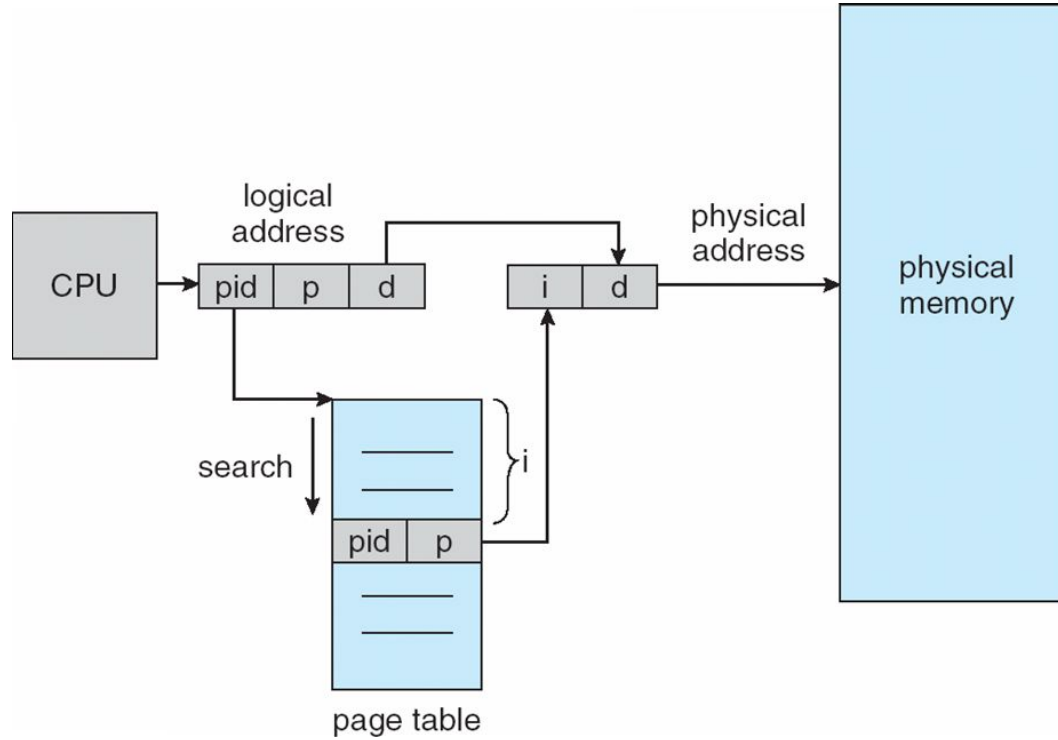 logical
address
CPU
pid p d
i d
physical
address
physical
memory
search
i
pid p
page table